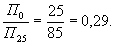 П₀/П₂₅ = 25/85 = 0,29.